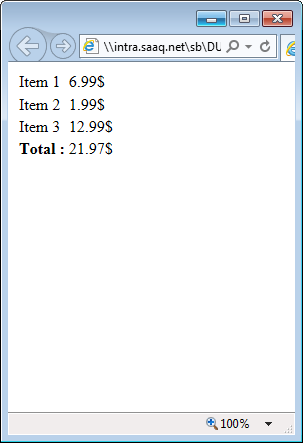 \\intra.saaq.net\sb\DU
Item 1 6.99$
Item 2 1.99$
Item 3 12.99$
Total : 21.97$
100%